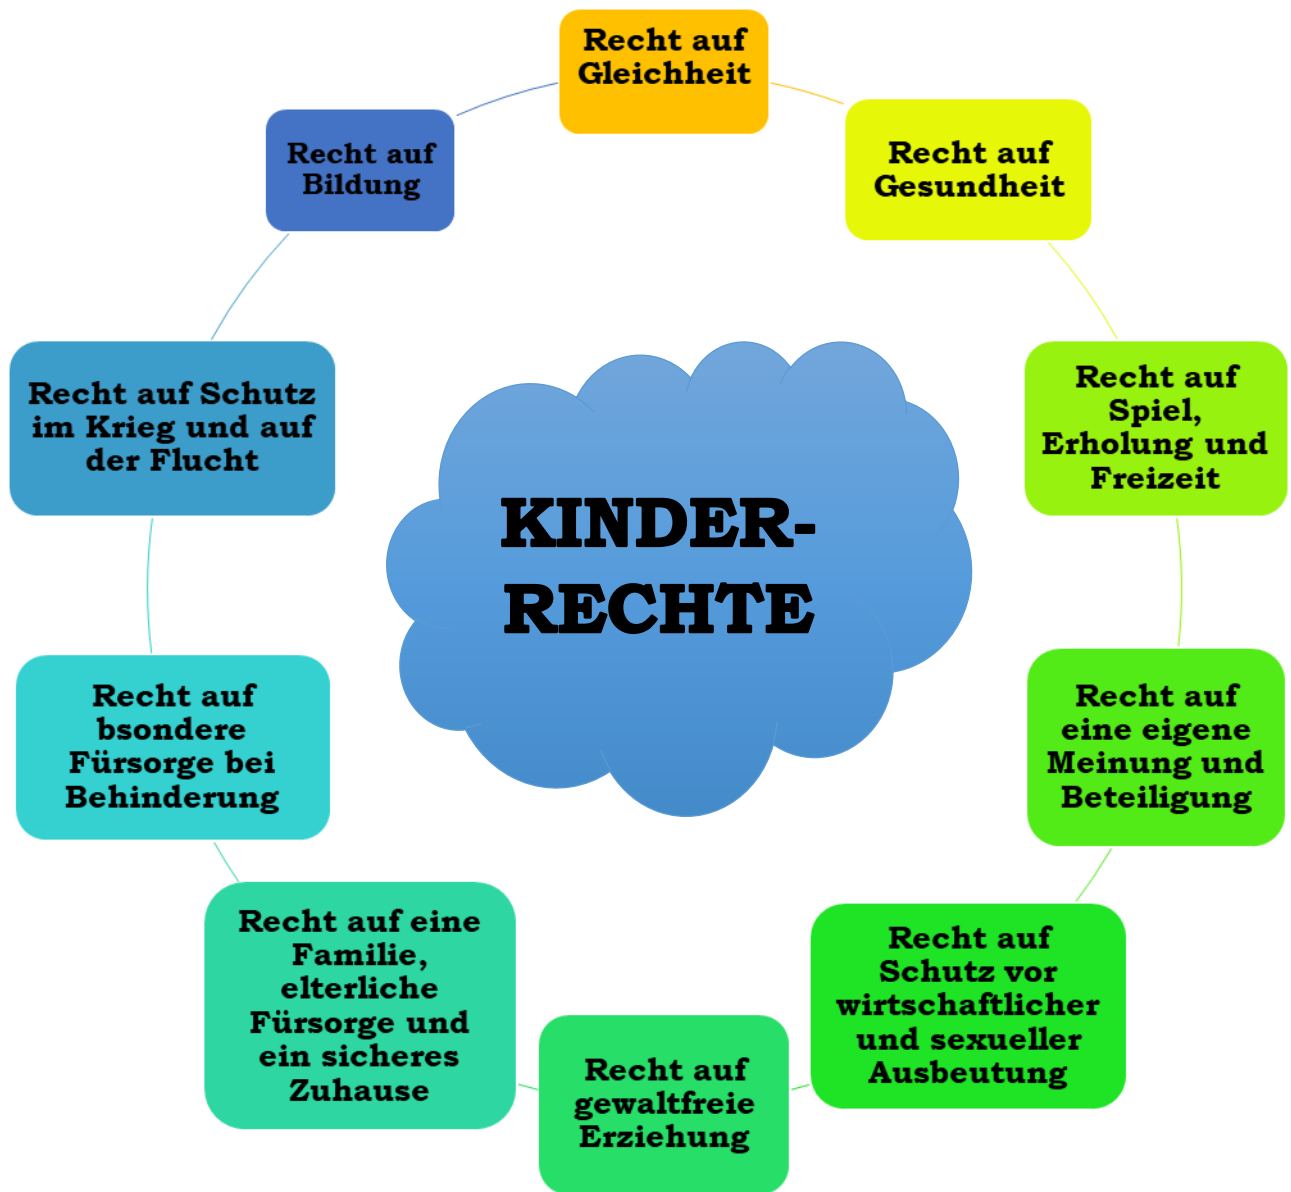 Recht auf
Gleichheit
Recht auf
Gesundheit
Recht auf
Spiel,
Erholung und
Freizeit
Recht auf
eine eigene
Meinung und
Beteiligung
Recht auf
Schutz vor
wirtschaftlicher
und sexueller
Ausbeutung
Recht auf
gewaltfreie
Erziehung
Recht auf eine
Familie,
elterliche
Fürsorge und
ein sicheres
Zuhause
Recht auf
bsondere
Fürsorge bei
Behinderung
Recht auf Schutz
im Krieg und auf
der Flucht
Recht auf
Bildung
KINDER-
RECHTE